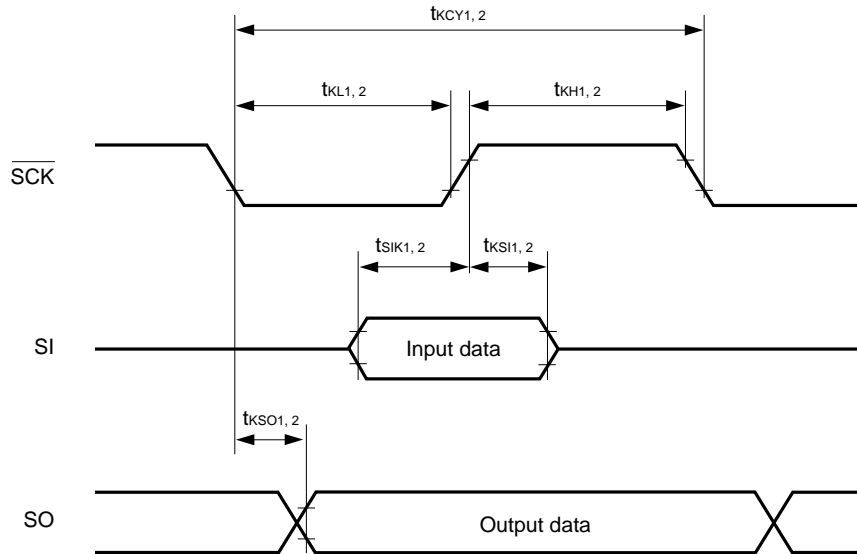 tKCY1, 2
tKL1, 2
tKH1, 2
SCK
tSIK1, 2
tKSI1, 2
SI
Input data
tKSO1, 2
SO
Output data